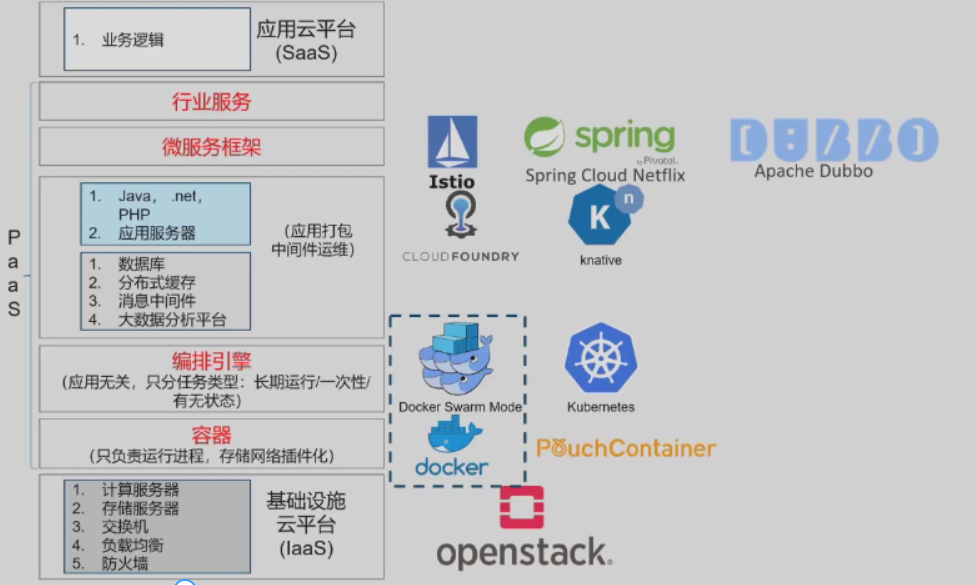 1. 业务逻辑
应用云平台
(SaaS)
行业服务
微服务框架
PaaS
1. Java， .net，
PHP
2. 应用服务器
（应用打包
中间件运维）
1. 数据库
2. 分布式缓存
3. 消息中间件
4. 大数据分析平台
编排引擎
（应用无关，只分任务类型：长期运行/一次性/
有无状态）
容器
（只负责运行进程，存储网络插件化）
1. 计算服务器
2. 存储服务器
3. 交换机
4. 负载均衡
5. 防火墙
基础设施
云平台
(IaaS)
Istio
spring
by Pivotal.
Spring Cloud Netflix
DUBBO
Apache Dubbo
CLOUDFOUNDRY
K
n
knative
Docker Swarm Mode
Kubernetes
docker
PouchContainer
openstack.